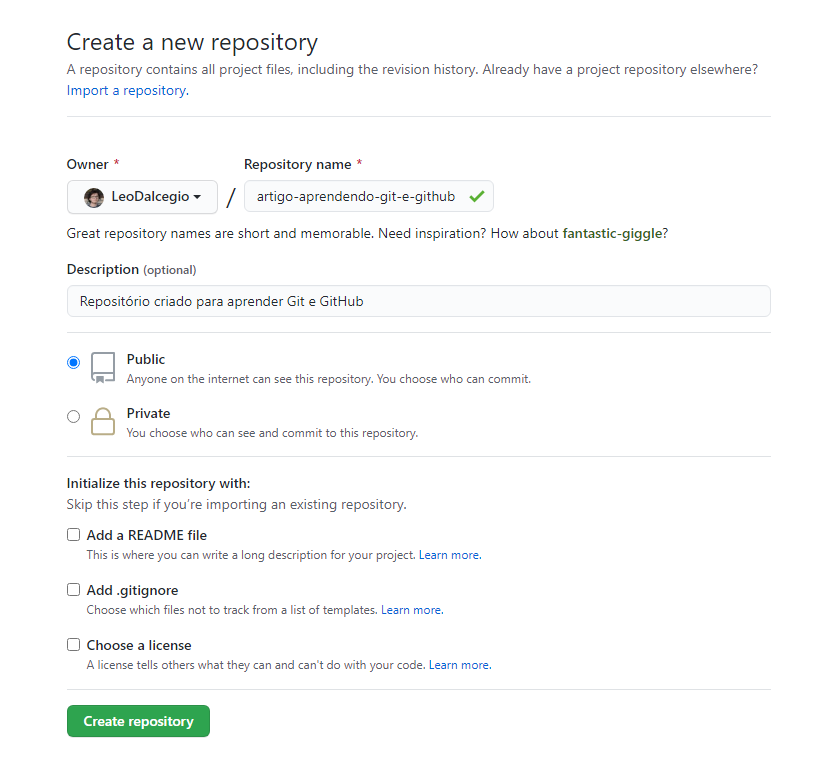 Create a new repository
A repository contains all project files, including the revision history. Already have a project repository elsewhere?
Import a repository.
Owner *
Repository name *
LeoDalcegio
/
artigo-aprendendo-git-e-github
Great repository names are short and memorable. Need inspiration? How about fantastic-giggle?
Description (optional)
Repositório criado para aprender Git e GitHub
Public
Anyone on the internet can see this repository. You choose who can commit.
Private
You choose who can see and commit to this repository.
Initialize this repository with:
Skip this step if you're importing an existing repository.
Add a README file
This is where you can write a long description for your project. Learn more.
Add .gitignore
Choose which files not to track from a list of templates. Learn more.
Choose a license
A license tells others what they can and can't do with your code. Learn more.
Create repository